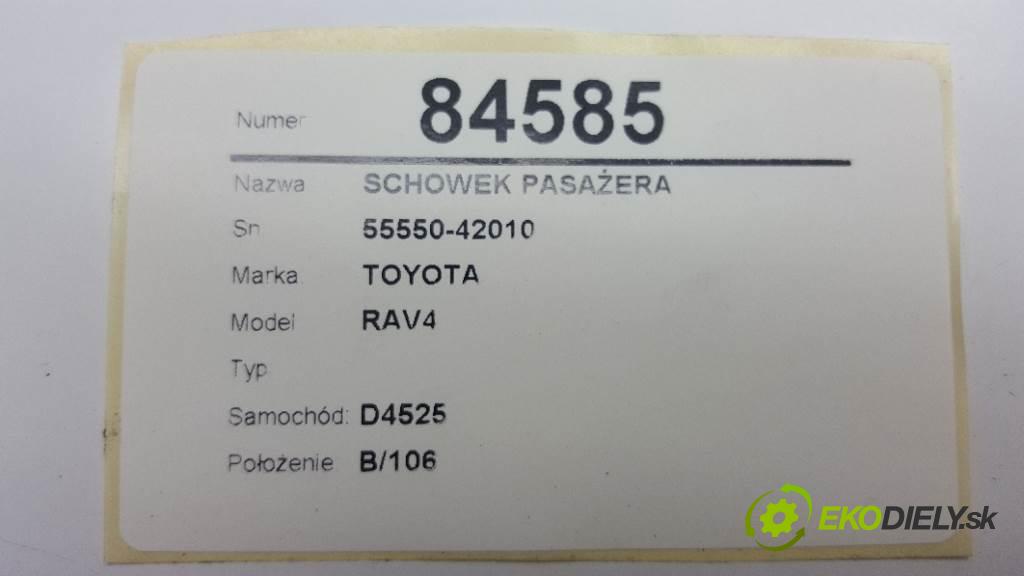 Numer 84585
Nazwa SCHOWEK PASAŻERA
Sn 55550-42010
Marka TOYOTA
Model RAV4
Typ
Samochód: D4525
Położenie B/106
EKODIELY.sk